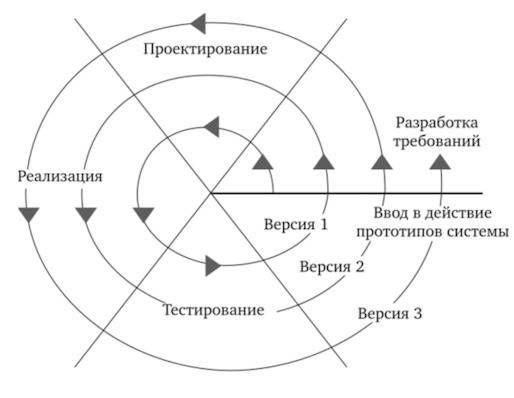 Проектирование
Разработка
требований
Реализация
Ввод в действие
прототипов системы
Версия 1
Версия 2
Тестирование
Версия 3